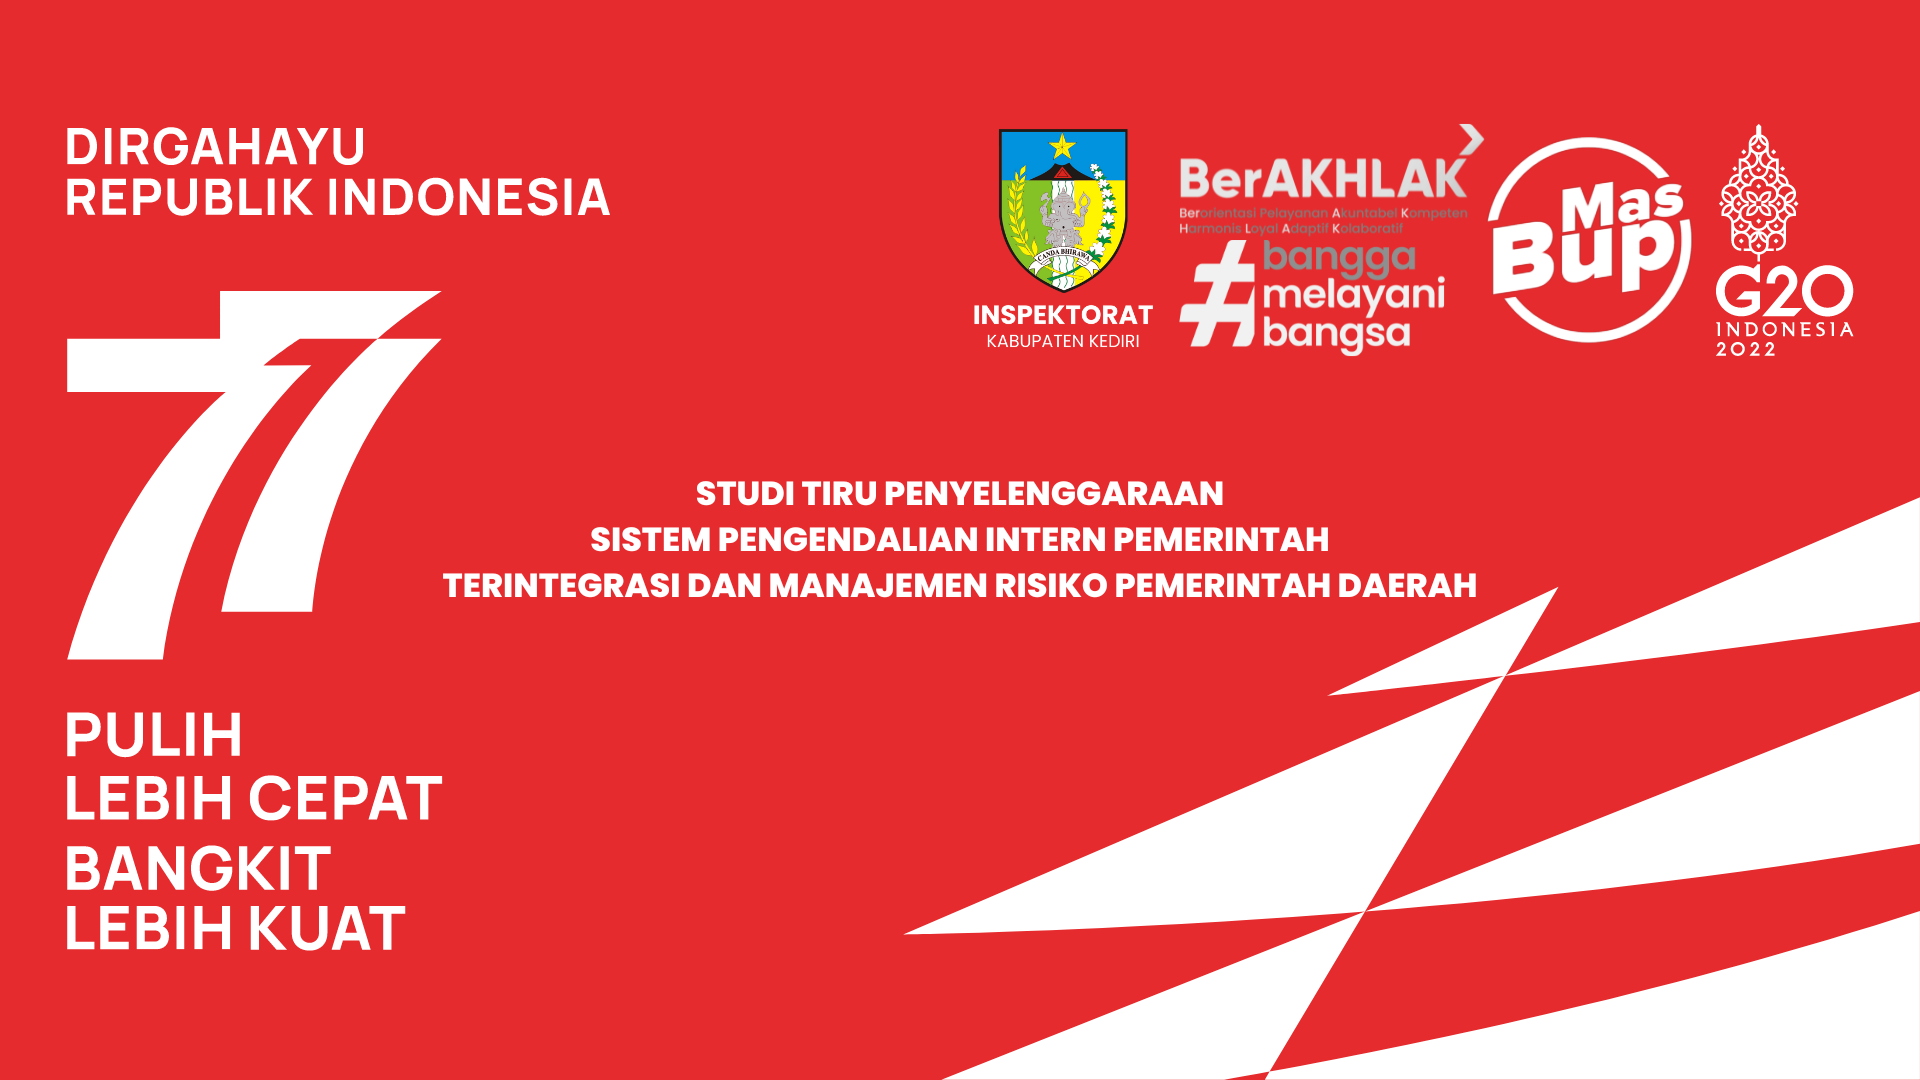 DIRGAHAYU
REPUBLIK INDONESIA
77
PULIH
LEBIH CEPAT
BANGKIT
LEBIH KUAT
CANDA BHIRAWA
INSPEKTORAT
KABUPATEN KEDIRI
BerAKHLAK
Berorientasi Pelayanan Akuntabel Kompeten
Harmonis Loyal Adaptif Kolaboratif
#bangga
melayani
bangsa
Mas
Bup
G20
INDONESIA
2022
STUDI TIRU PENYELENGGARAAN
SISTEM PENGENDALIAN INTERN PEMERINTAH
TERINTEGRASI DAN MANAJEMEN RISIKO PEMERINTAH DAERAH